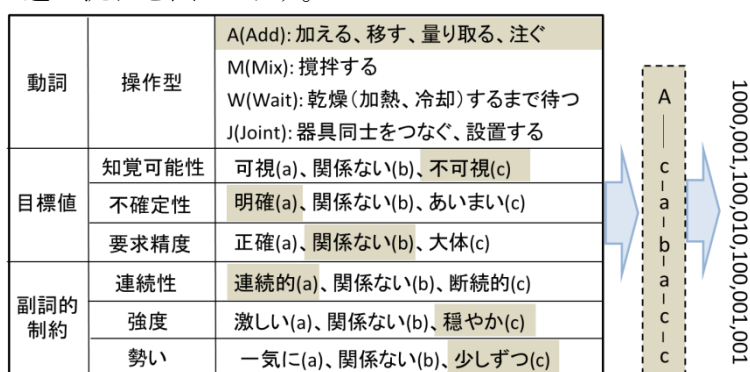 動詞 操作型 A(Add): 加える、移す、量り取る、注ぐ
M(Mix): 撹拌する
W(Wait): 乾燥(加熱、冷却)するまで待つ
J(Joint): 器具同士をつなぐ、設置する
目標値 知覚可能性 可視(a)、関係ない(b)、不可視(c)
不確定性 明確(a)、関係ない(b)、あいまい(c)
要求精度 正確(a)、関係ない(b)、大体(c)
副詞的制約 連続性 連続的(a)、関係ない(b)、断続的(c)
強度 激しい(a)、関係ない(b)、穏やか(c)
勢い 一気に(a)、関係ない(b)、少しずつ(c)
A — c-a-b-a-c-c
1000,001,100,010,100,001,001